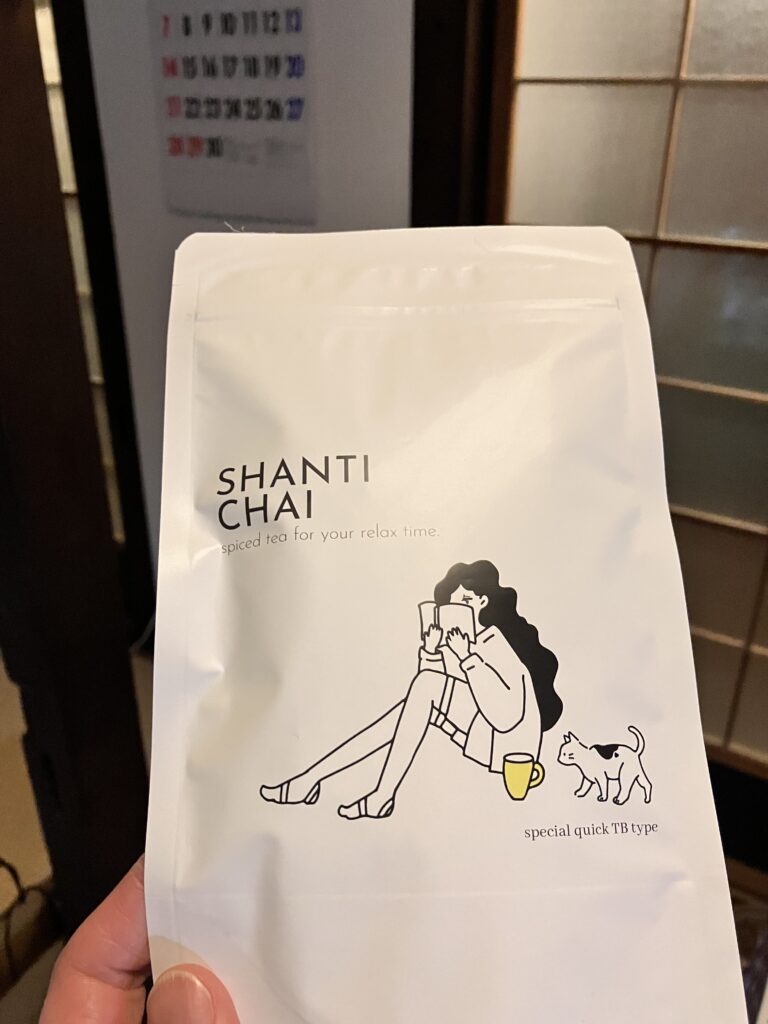 7 8 9 10 11 12 13
14 15 16 17 18 19 20
21 22 23 24 25 26 27
28 29 30
SHANTI
CHAI
spiced tea for your relax time.
special quick TB type